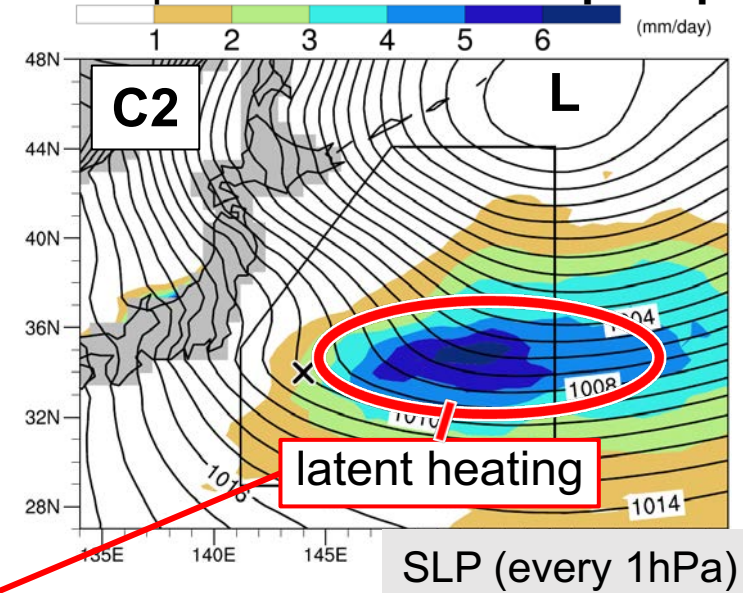 1 2 3 4 5 6 (mm/day)
48N
C2
L
44N
40N
36N
1004
1008
32N
1010
latent heating
28N
1014
135E 140E 145E
SLP (every 1hPa)